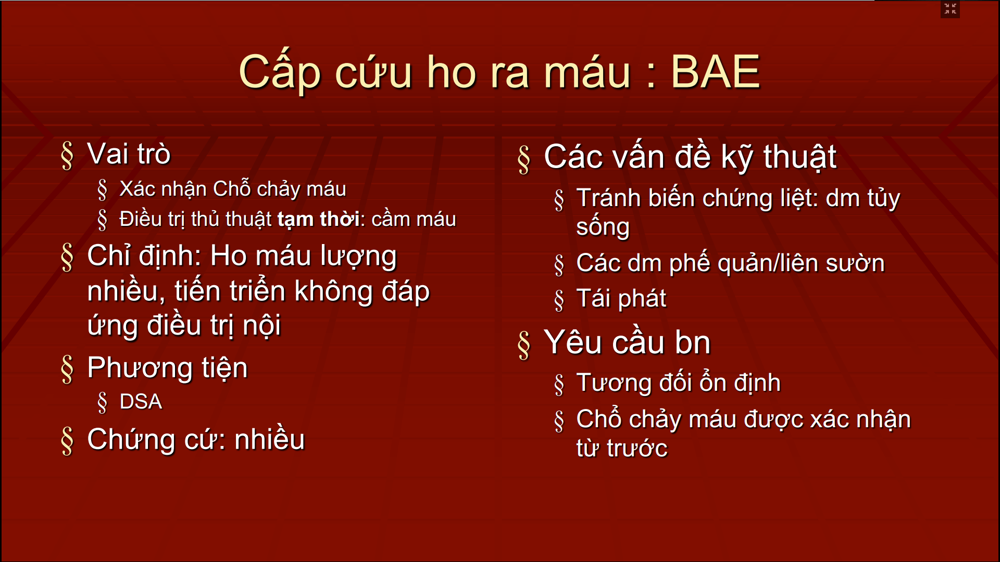 Cấp cứu ho ra máu : BAE
§ Vai trò
§ Xác nhận Chỗ chảy máu
§ Điều trị thủ thuật tạm thời: cầm máu
§ Chỉ định: Ho máu lượng
nhiều, tiến triển không đáp
ứng điều trị nội
§ Phương tiện
§ DSA
§ Chứng cứ: nhiều
§ Các vấn đề kỹ thuật
§ Tránh biến chứng liệt: dm tủy
sống
§ Các dm phế quản/liên sườn
§ Tái phát
§ Yêu cầu bn
§ Tương đối ổn định
§ Chổ chảy máu được xác nhận
từ trước